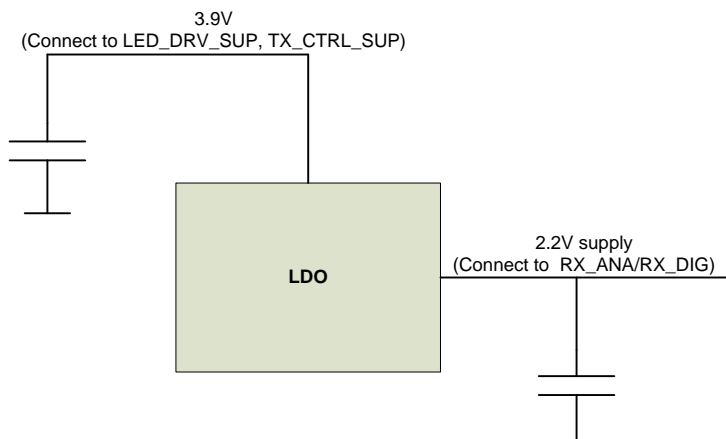 3.9V
(Connect to LED_DRV_SUP, TX_CTRL_SUP)
LDO
2.2V supply
(Connect to RX_ANA/RX_DIG)